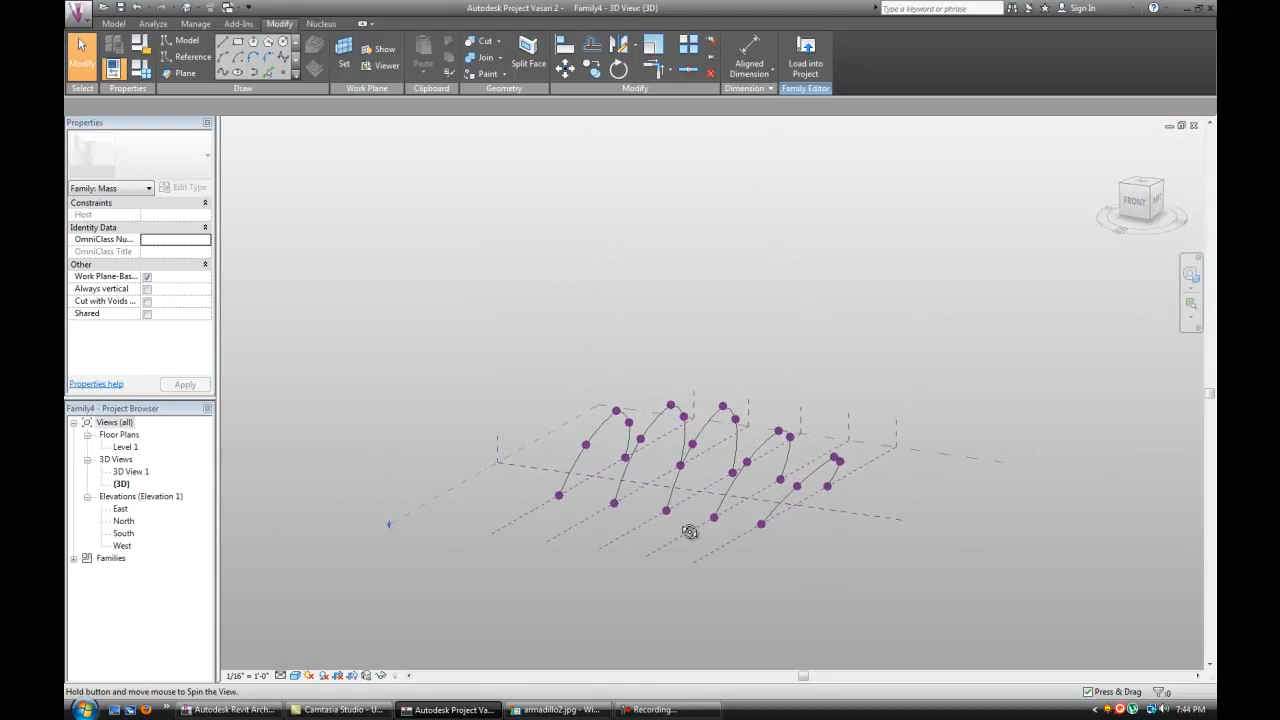 Autodesk Project Vasari 2 - Family4 - 3D View: {3D}
Type a keyword or phrase
Sign In
Model Analyze Manage Add-Ins Modify Nucleus
Modify
Model
Reference
Plane
Set
Show
Viewer
Paste
Cut
Join
Paint
Split Face
Aligned
Dimension
Load into
Project
Select Properties Draw Work Plane Clipboard Geometry Modify Dimension Family Editor
Properties
Family: Mass
Edit Type
Constraints
Host
Identity Data
OmniClass Nu...
OmniClass Title
Other
Work Plane-Bas...
Always vertical
Cut with Voids ...
Shared
Properties help
Apply
Family4 - Project Browser
Views (all)
Floor Plans
Level 1
3D Views
3D View 1
{3D}
Elevations (Elevation 1)
East
North
South
West
Families
FRONT
1/16" = 1'-0"
Hold button and move mouse to Spin the View.
Press & Drag
:0
Autodesk Revit Arch...
Camtasia Studio - U...
Autodesk Project Va...
armadillo2.jpg - Wi...
Recording...
7:44 PM